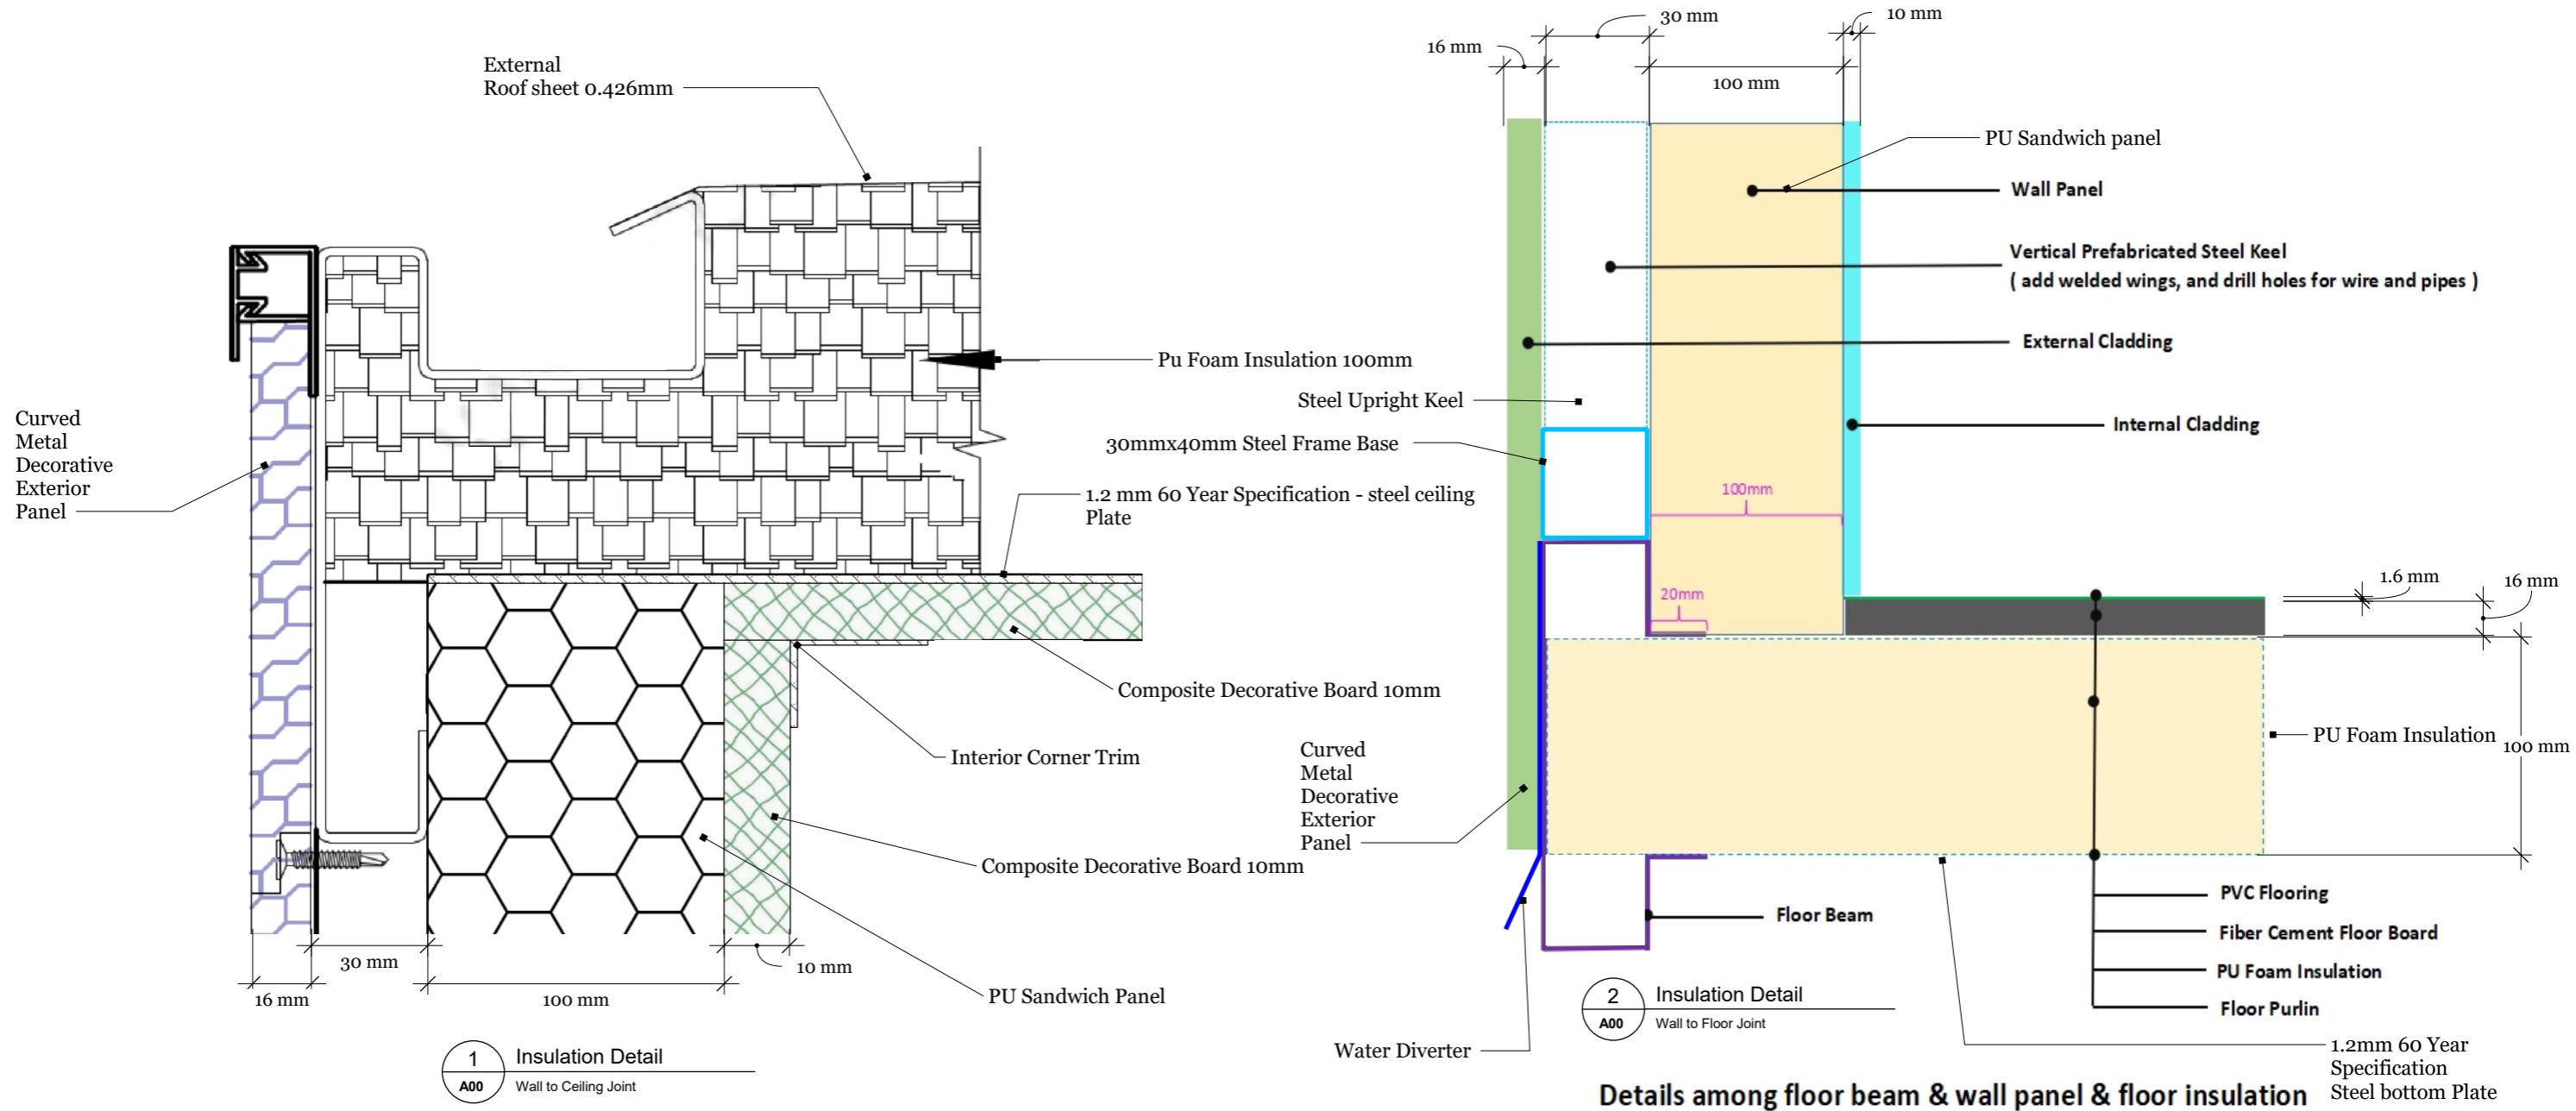 External
Roof sheet 0.426mm
Curved
Metal
Decorative
Exterior
Panel
Pu Foam Insulation 100mm
1.2 mm 60 Year Specification - steel ceiling
Plate
Composite Decorative Board 10mm
Interior Corner Trim
Composite Decorative Board 10mm
PU Sandwich Panel
30 mm
10 mm
16 mm
100 mm
1
A00
Insulation Detail
Wall to Ceiling Joint
30 mm
10 mm
16 mm
100 mm
PU Sandwich panel
Wall Panel
Vertical Prefabricated Steel Keel
( add welded wings, and drill holes for wire and pipes )
External Cladding
Steel Upright Keel
Internal Cladding
30mmx40mm Steel Frame Base
100mm
20mm
1.6 mm
16 mm
PU Foam Insulation
100 mm
Curved
Metal
Decorative
Exterior
Panel
PVC Flooring
Floor Beam
Fiber Cement Floor Board
PU Foam Insulation
Floor Purlin
2
A00
Insulation Detail
Wall to Floor Joint
Water Diverter
1.2mm 60 Year
Specification
Steel bottom Plate
Details among floor beam & wall panel & floor insulation